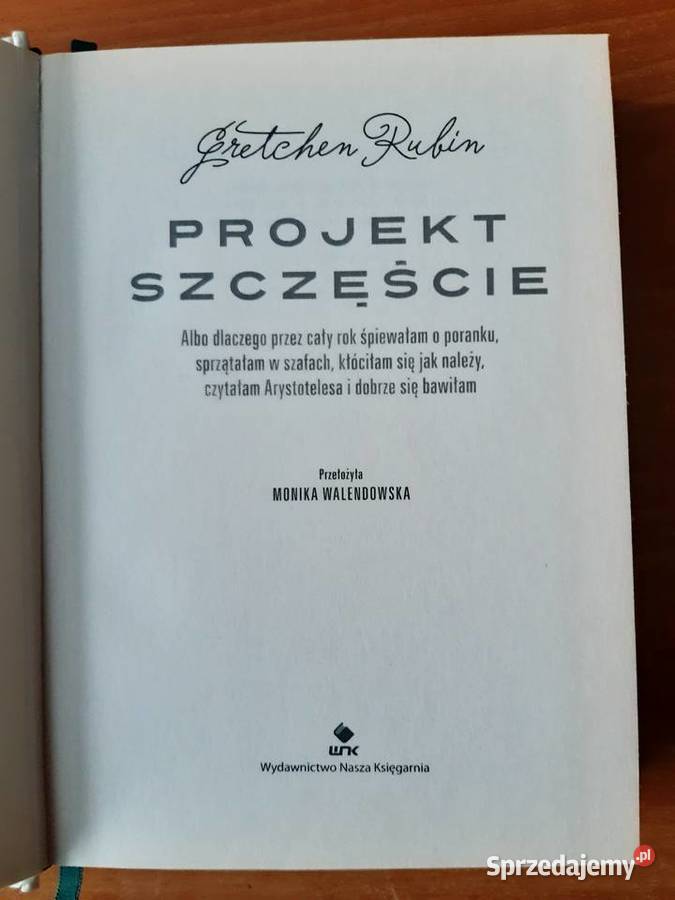 Gretchen Rubin
PROJEKT
SZCZĘŚCIE
Albo dlaczego przez cały rok śpiewałam o poranku,
sprzątałam w szafach, kłóciłam się jak należy,
czytałam Arystotelesa i dobrze się bawiłam
Przełożyła
MONIKA WALENDOWSKA
WNK
Wydawnictwo Nasza Księgarnia
Sprzedajemy.pl